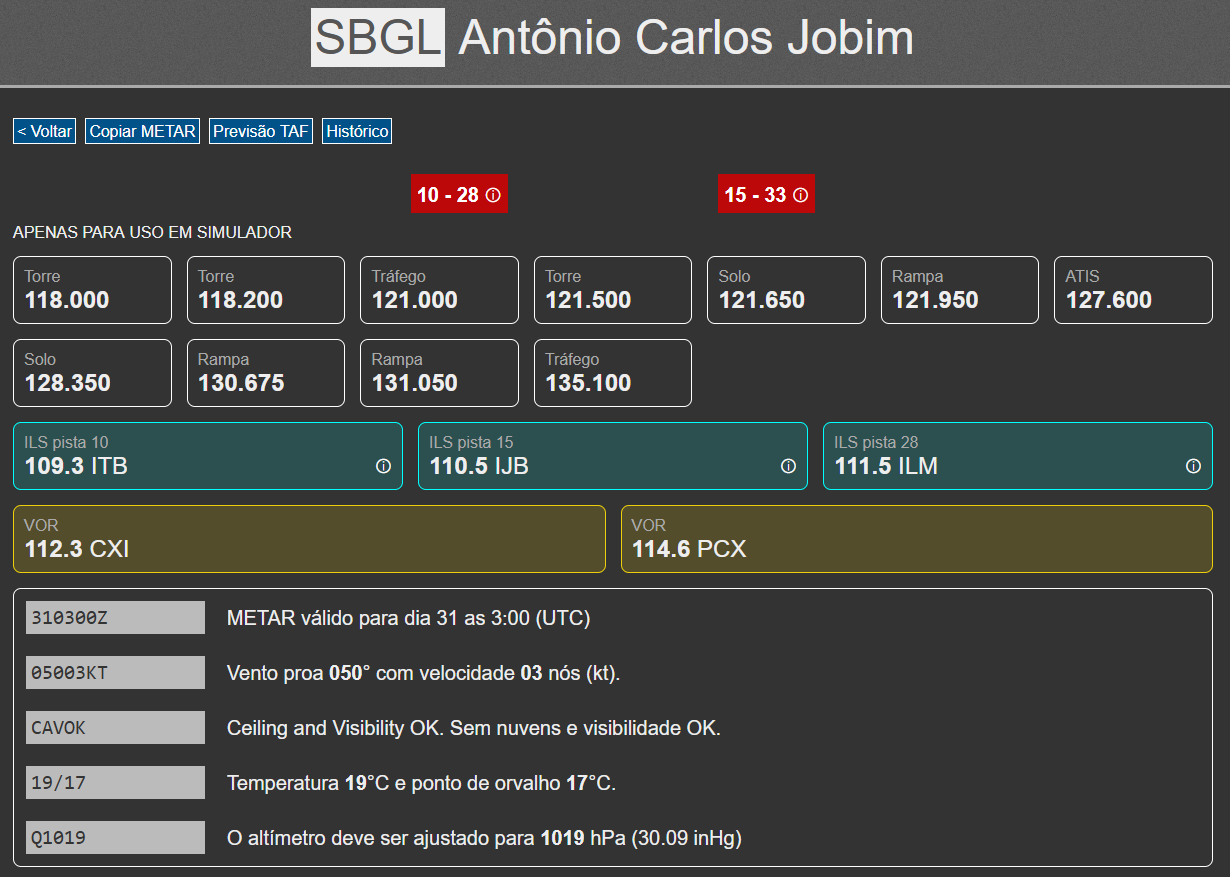 SBGL Antônio Carlos Jobim
< Voltar Copiar METAR Previsão TAF Histórico
10 - 28 ⓘ 15 - 33 ⓘ
APENAS PARA USO EM SIMULADOR
Torre Torre Tráfego Torre Solo Rampa ATIS
118.000 118.200 121.000 121.500 121.650 121.950 127.600
Solo Rampa Rampa Tráfego
128.350 130.675 131.050 135.100
ILS pista 10 ILS pista 15 ILS pista 28
109.3 ITB ⓘ 110.5 IJB ⓘ 111.5 ILM ⓘ
VOR VOR
112.3 CXI 114.6 PCX
310300Z METAR válido para dia 31 as 3:00 (UTC)
05003KT Vento proa 050° com velocidade 03 nós (kt).
CAVOK Ceiling and Visibility OK. Sem nuvens e visibilidade OK.
19/17 Temperatura 19°C e ponto de orvalho 17°C.
Q1019 O altímetro deve ser ajustado para 1019 hPa (30.09 inHg)